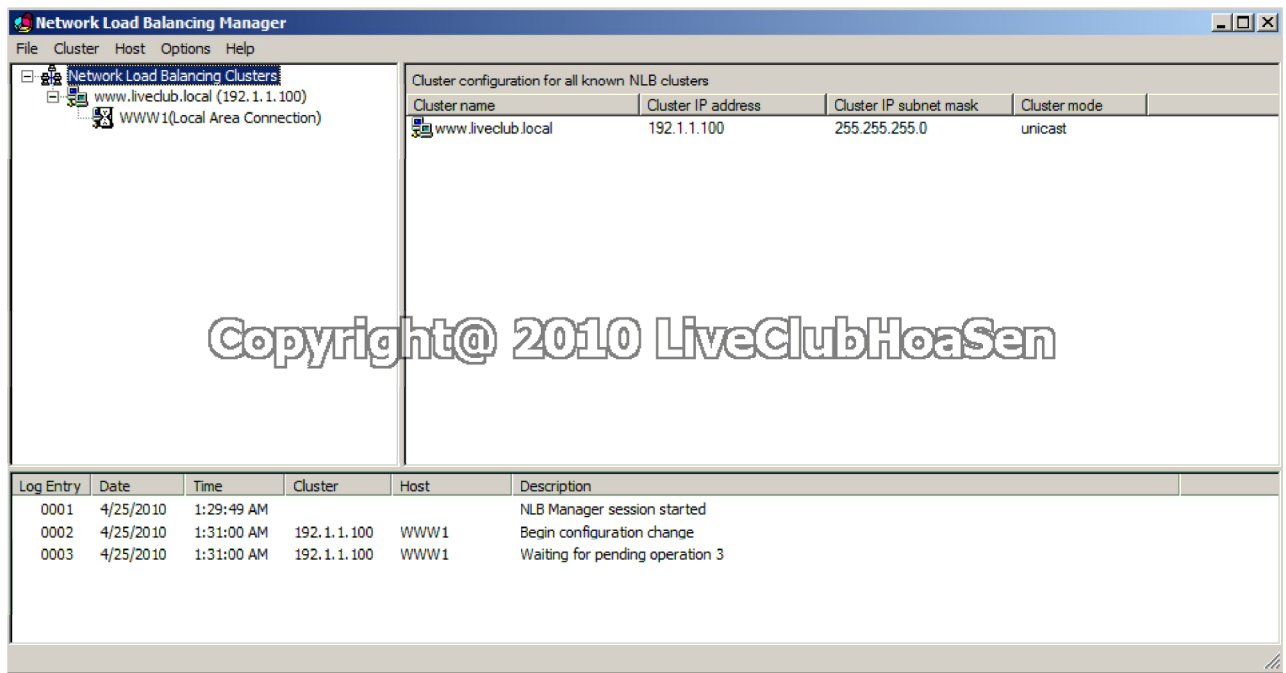 Network Load Balancing Manager
File Cluster Host Options Help
Network Load Balancing Clusters
www.liveclub.local (192.1.1.100)
WWW1(Local Area Connection)
Cluster configuration for all known NLB clusters
Cluster name Cluster IP address Cluster IP subnet mask Cluster mode
www.liveclub.local 192.1.1.100 255.255.255.0 unicast
Copyright@ 2010 LiveClubHoaSen
Log Entry Date Time Cluster Host Description
0001 4/25/2010 1:29:49 AM NLB Manager session started
0002 4/25/2010 1:31:00 AM 192.1.1.100 WWW1 Begin configuration change
0003 4/25/2010 1:31:00 AM 192.1.1.100 WWW1 Waiting for pending operation 3